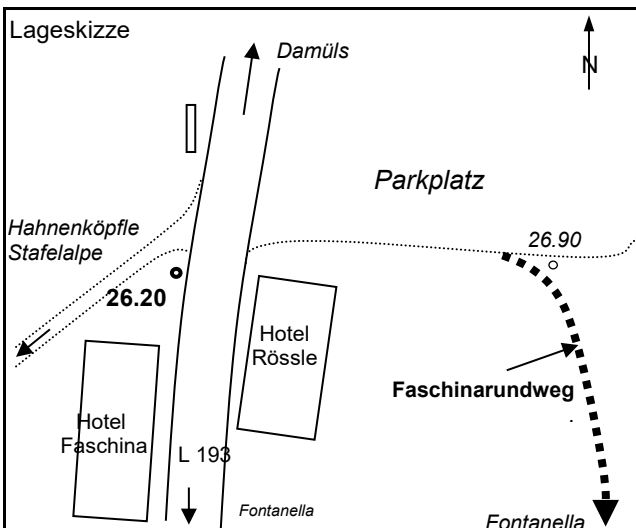 Lageskizze
Damüls
N
Parkplatz
Hahnenköpfle
Stafelalpe
26.90
26.20
Hotel
Rössle
Faschinarundweg
Hotel
Faschina
L 193
Fontanella
Fontanella